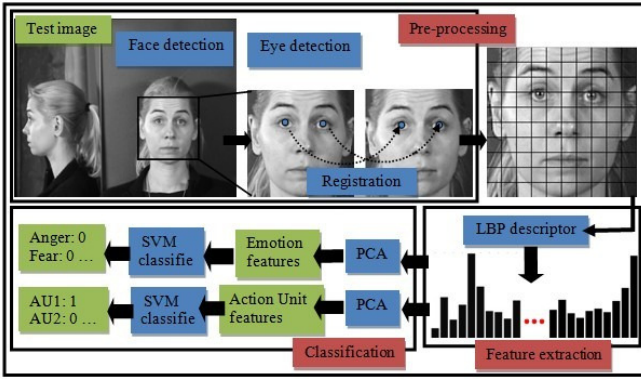 Test image
Face detection
Eye detection
Pre-processing
Registration
LBP descriptor
Anger: 0
Fear: 0 ...
SVM
classifie
Emotion
features
PCA
AU1: 1
AU2: 0 ...
SVM
classifie
Action Unit
features
PCA
Classification
Feature extraction